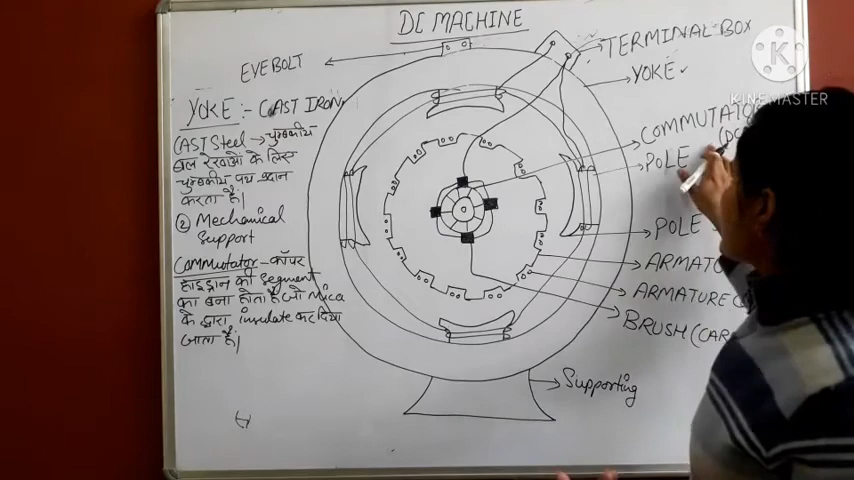 DC MACHINE
TERMINAL-BOX
EYEBOLT
YOKE
KINEMASTER
YOKE :- CAST IRON,
CAST Steel → चुम्बकीय
बल रेखाओं के लिए
चुम्बकीय पथ प्रदान
करता है।
② Mechanical
Support
COMMUTATO
POLE
POLE
ARMATU
ARMATURE (
BRUSH (CAR
Commutator - कॉपर
हाइड्रान की Segment
का बना होता है जो Mica
के द्वारा insulate कर दिया
जाता है।
Supporting